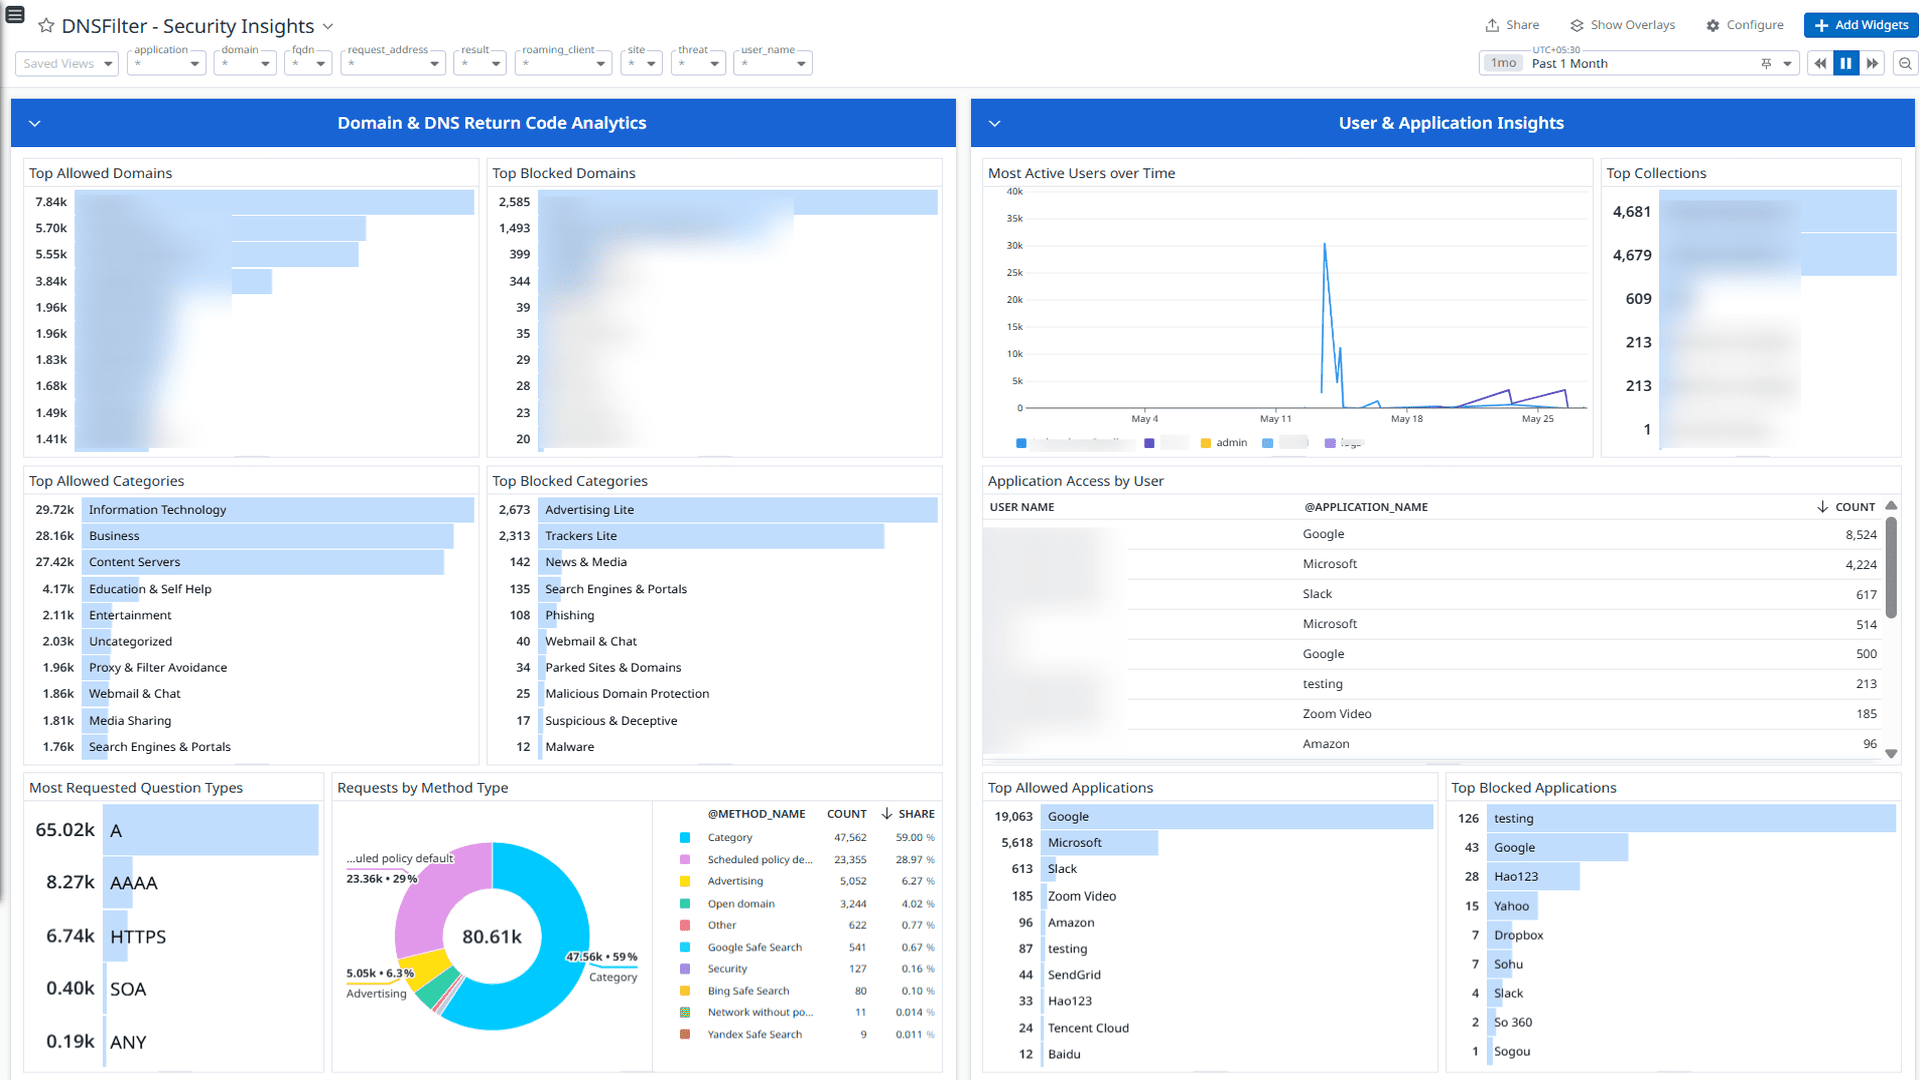 DNSFilter - Security Insights
Share
Show Overlays
Configure
Add Widgets
Saved Views
application
*
domain
*
fqdn
*
request_address
*
result
*
roaming_client
*
site
*
threat
*
user_name
*
UTC+05:30
1mo Past 1 Month
Domain & DNS Return Code Analytics
Top Allowed Domains
7.84k
5.70k
5.55k
3.84k
1.96k
1.96k
1.83k
1.68k
1.49k
1.41k
Top Blocked Domains
2,585
1,493
399
344
39
35
29
28
23
20
Top Allowed Categories
29.72k Information Technology
28.16k Business
27.42k Content Servers
4.17k Education & Self Help
2.11k Entertainment
2.03k Uncategorized
1.96k Proxy & Filter Avoidance
1.86k Webmail & Chat
1.81k Media Sharing
1.76k Search Engines & Portals
Top Blocked Categories
2,673 Advertising Lite
2,313 Trackers Lite
142 News & Media
135 Search Engines & Portals
108 Phishing
40 Webmail & Chat
34 Parked Sites & Domains
25 Malicious Domain Protection
17 Suspicious & Deceptive
12 Malware
Most Requested Question Types
65.02k A
8.27k AAAA
6.74k HTTPS
0.40k SOA
0.19k ANY
Requests by Method Type
...uled policy default
23.36k • 29%
5.05k • 6.3%
Advertising
80.61k
47.56k • 59%
Category
@METHOD_NAME COUNT SHARE
Category 47,562 59.00 %
Scheduled policy de... 23,355 28.97 %
Advertising 5,052 6.27 %
Open domain 3,244 4.02 %
Other 622 0.77 %
Google Safe Search 541 0.67 %
Security 127 0.16 %
Bing Safe Search 80 0.10 %
Network without po... 11 0.014 %
Yandex Safe Search 9 0.011 %
User & Application Insights
Most Active Users over Time
40k
35k
30k
25k
20k
15k
10k
5k
0
May 4 May 11 May 18 May 25
admin
Top Collections
4,681
4,679
609
213
213
1
Application Access by User
USER NAME @APPLICATION_NAME COUNT
Google 8,524
Microsoft 4,224
Slack 617
Microsoft 514
Google 500
testing 213
Zoom Video 185
Amazon 96
Top Allowed Applications
19,063 Google
5,618 Microsoft
613 Slack
185 Zoom Video
96 Amazon
87 testing
44 SendGrid
33 Hao123
24 Tencent Cloud
12 Baidu
Top Blocked Applications
126 testing
43 Google
28 Hao123
15 Yahoo
7 Dropbox
7 Sohu
4 Slack
2 So 360
1 Sogou